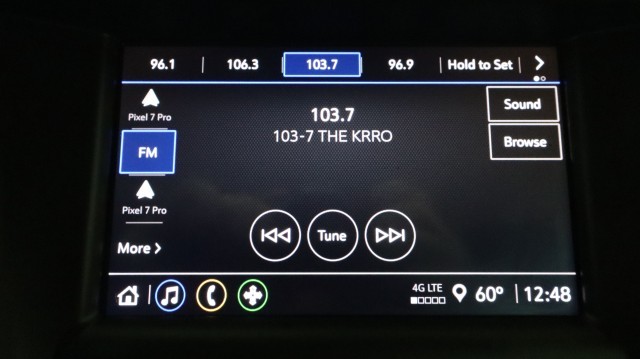 96.1 | 106.3 | 103.7 | 96.9 | Hold to Set |
Pixel 7 Pro
103.7
Sound
103-7 THE KRRO
FM
Browse
Pixel 7 Pro
Tune
More
4G LTE 60° | 12:48